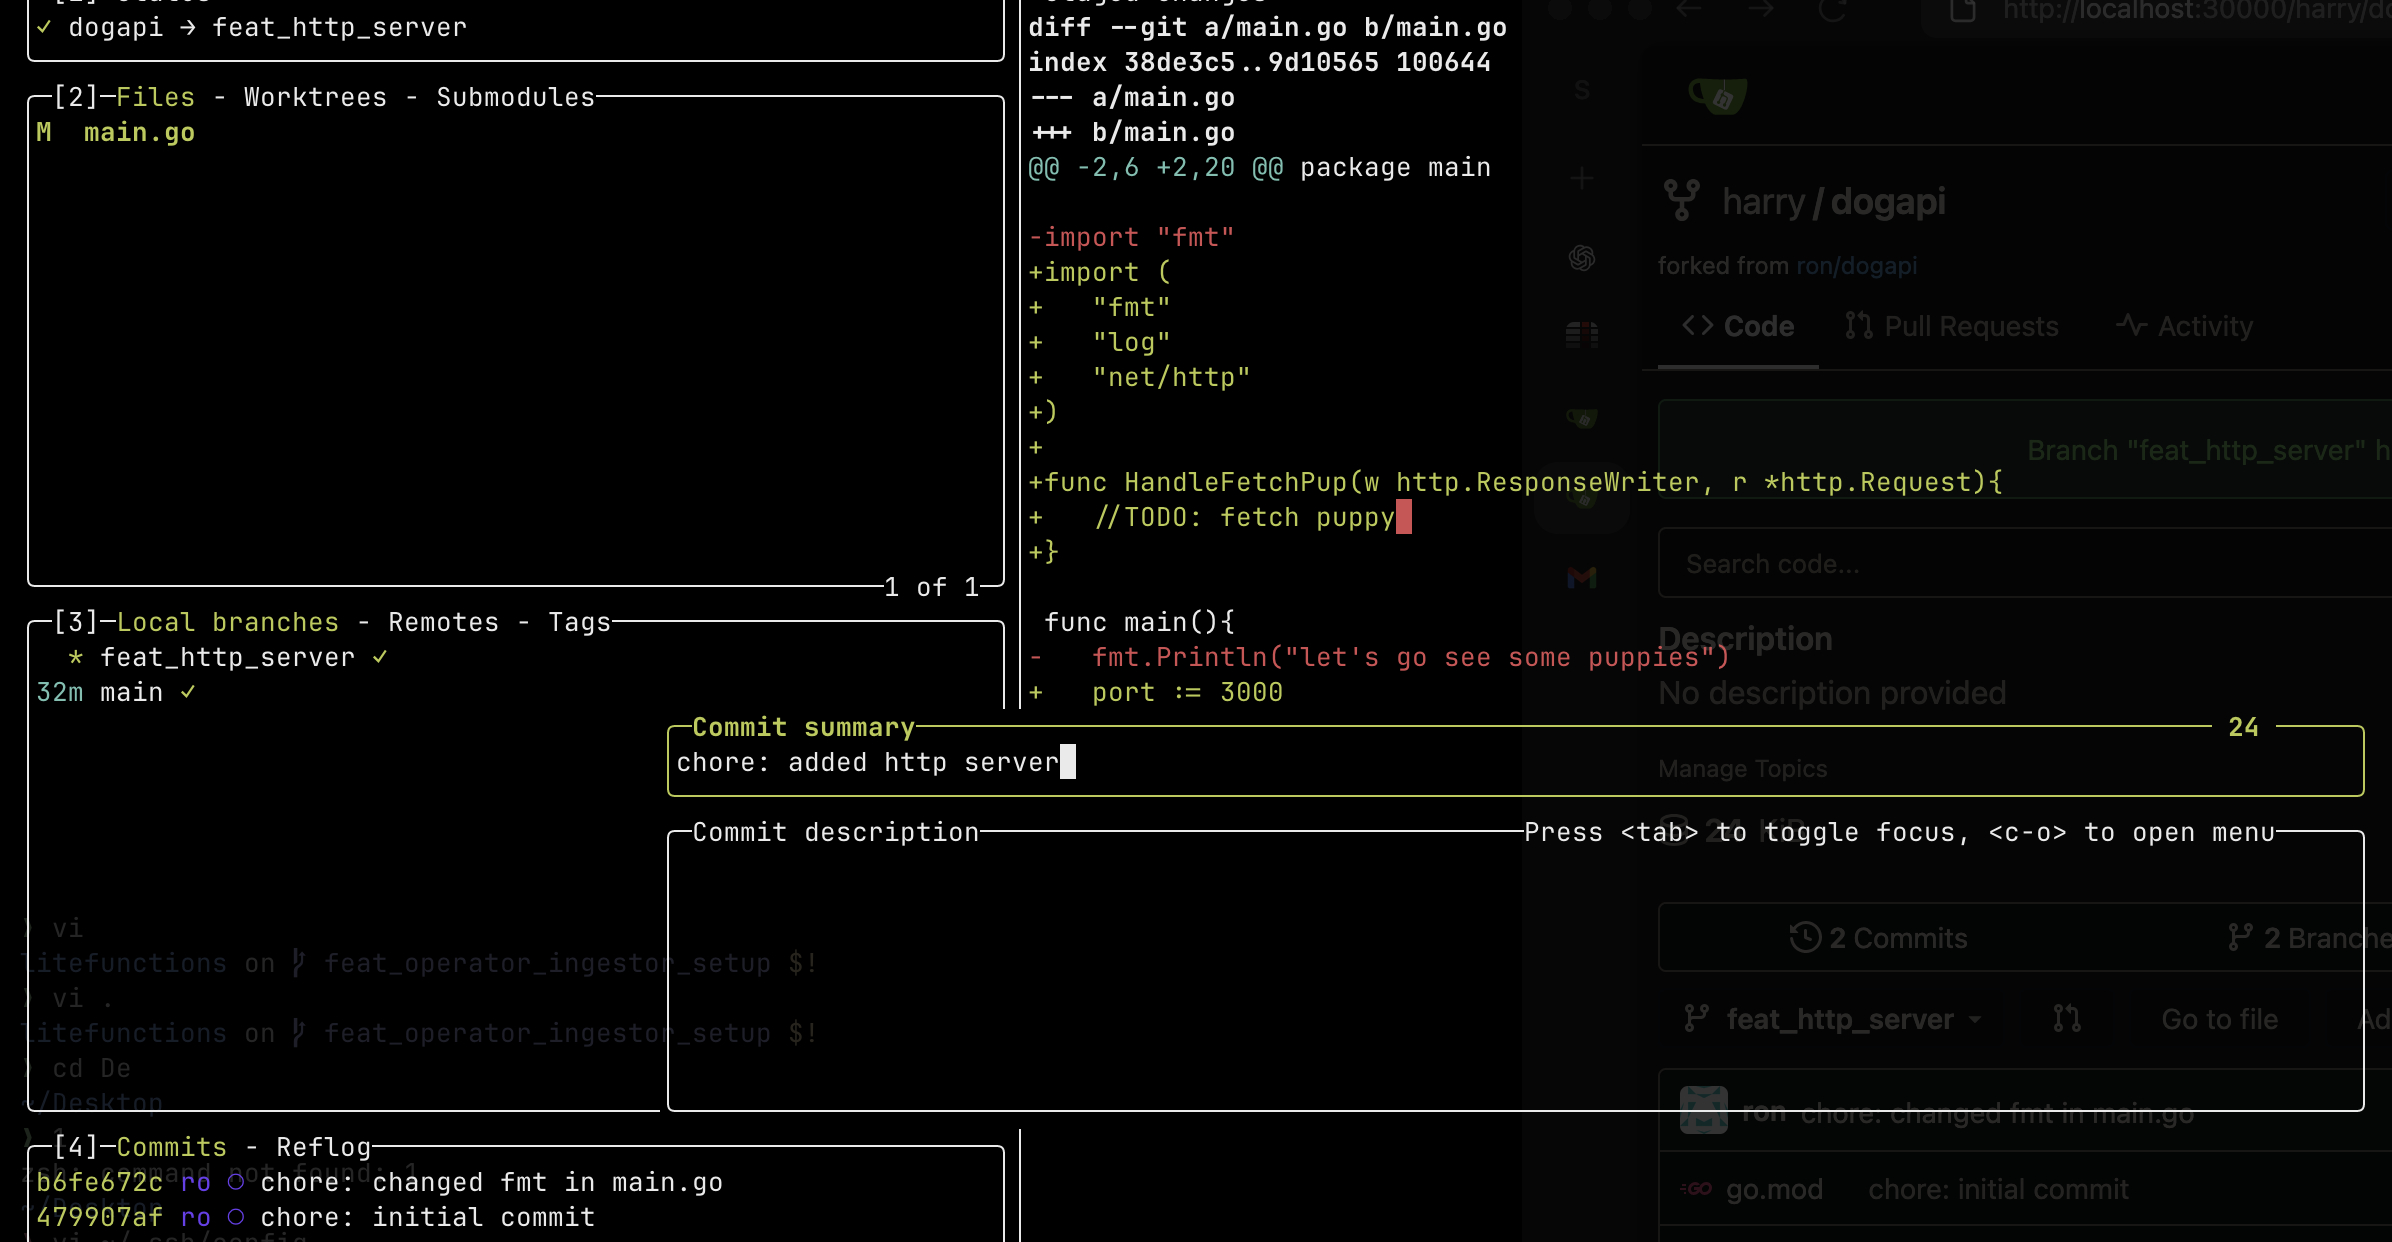 ✓ dogapi → feat_http_server
[2]─Files - Worktrees - Submodules
M  main.go
1 of 1
[3]─Local branches - Remotes - Tags
* feat_http_server ✓
32m main ✓
vi
litefunctions on feat_operator_ingestor_setup $!
vi .
litefunctions on feat_operator_ingestor_setup $!
cd De
~/Desktop
[4]─Commits - Reflog
zsh: command not found: 1
b6fe672c ro ○ chore: changed fmt in main.go
479907af ro ○ chore: initial commit
diff --git a/main.go b/main.go
index 38de3c5..9d10565 100644
--- a/main.go
+++ b/main.go
@@ -2,6 +2,20 @@ package main
-import "fmt"
+import (
+   "fmt"
+   "log"
+   "net/http"
+)
+
+func HandleFetchPup(w http.ResponseWriter, r *http.Request){
+   //TODO: fetch puppy
+}
func main(){
-   fmt.Println("let's go see some puppies")
+   port := 3000
Commit summary
24
chore: added http server
Commit description
Press <tab> to toggle focus, <c-o> to open menu
http://localhost:30000/harry/do
S
harry/dogapi
forked from ron/dogapi
Code
Pull Requests
Activity
Branch "feat_http_server" h
Search code...
Description
No description provided
Manage Topics
24 KiB
2 Commits
2 Branche
feat_http_server
Go to file
Ad
ron chore: changed fmt in main.go
go.mod chore: initial commit